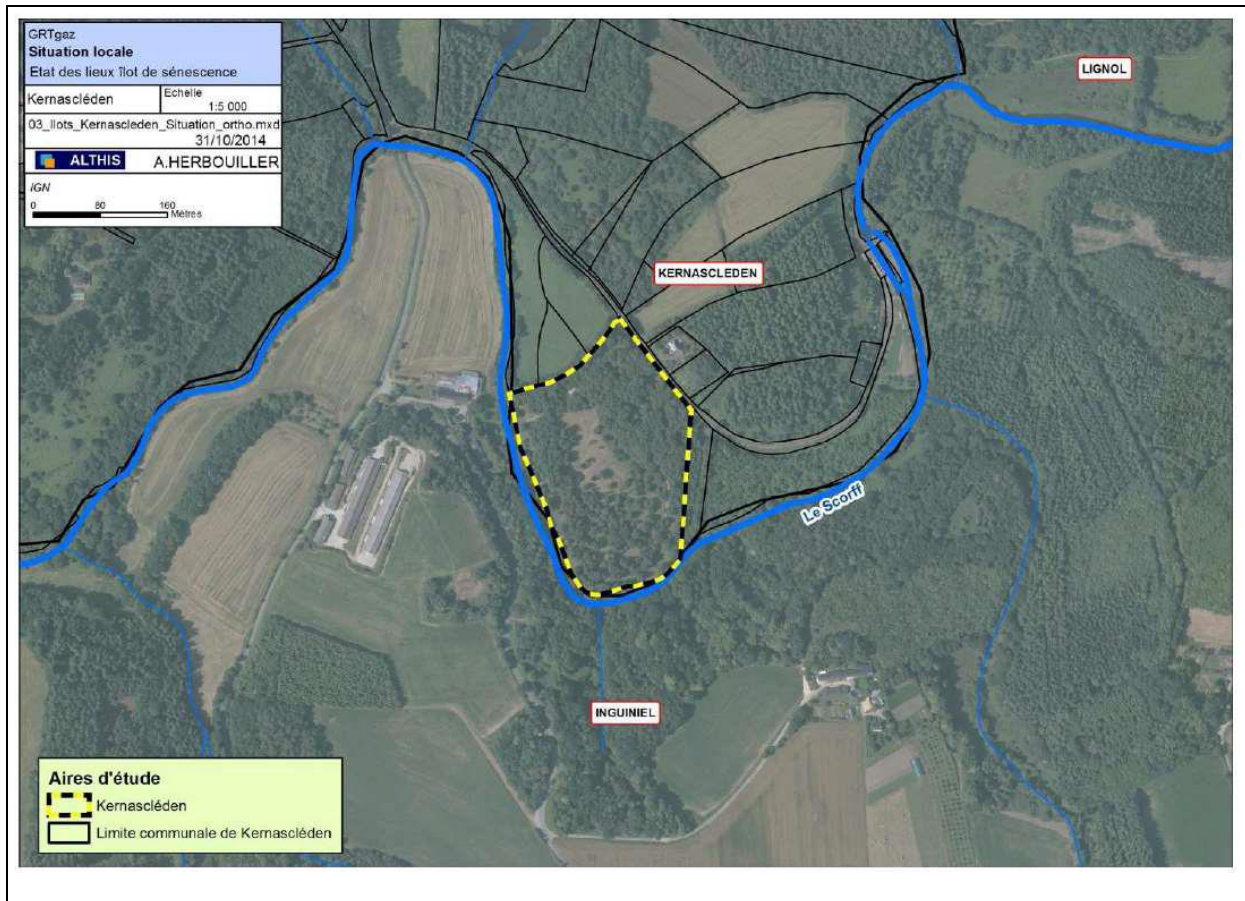 GRTgaz
Situation locale
Etat des lieux îlot de sénescence
Kernascléden
Echelle
1:5 000
03_Ilots_Kernascleden_Situation_ortho.mxd
31/10/2014
ALTHIS
A.HERBOUILLER
IGN
0 80 160
Mètres
LIGNOL
KERNASCLEDEN
Le Scorff
INGUINIEL
Aires d'étude
Kernascléden
Limite communale de Kernascléden